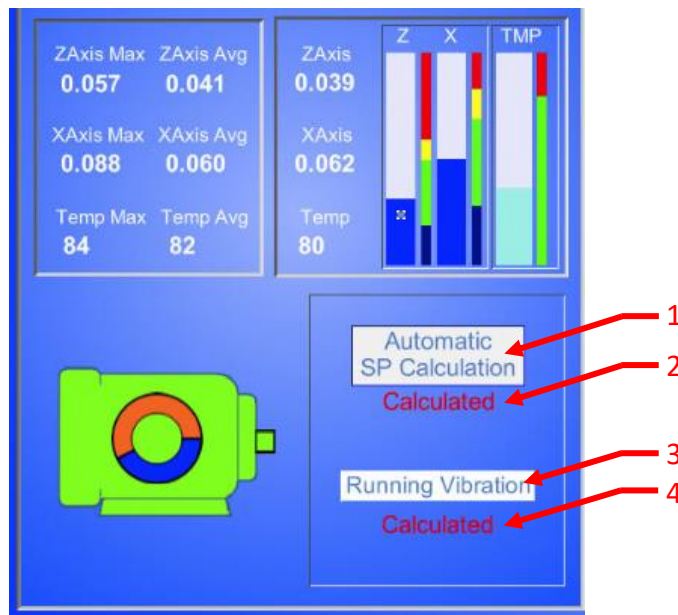 ZAxis Max ZAxis Avg
0.057 0.041
XAxis Max XAxis Avg
0.088 0.060
Temp Max Temp Avg
84 82
ZAxis
0.039
XAxis
0.062
Temp
80
Z X TMP
Automatic
SP Calculation
Calculated
Running Vibration
Calculated
1
2
3
4